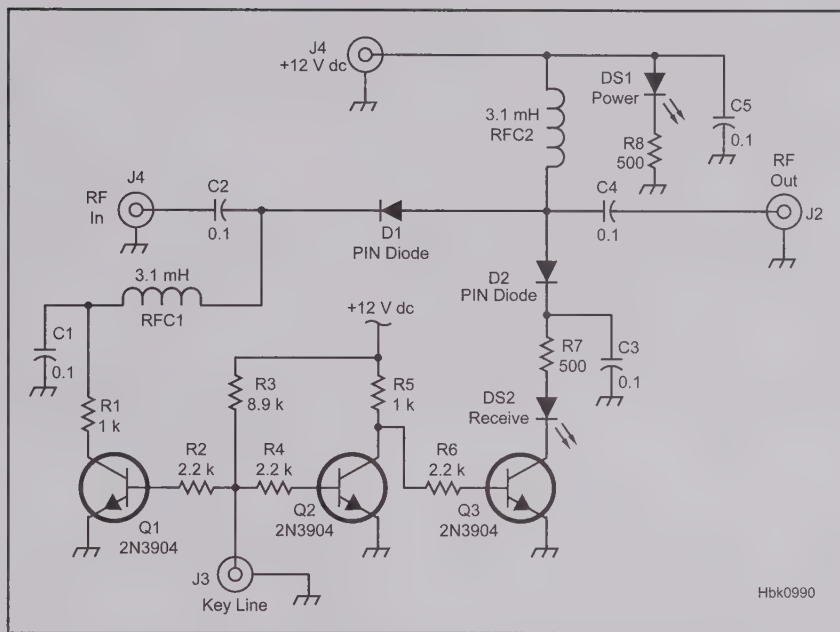 J4
+12 V dc
DS1
Power
C5
0.1
3.1 mH
RFC2
R8
500
RF
Out
J4
RF
In
C2
0.1
C4
0.1
J2
D1
PIN Diode
D2
PIN Diode
3.1 mH
RFC1
+12 V dc
C1
0.1
R7
500
C3
0.1
R3
8.9 k
R5
1 k
DS2
Receive
R1
1 k
R2
2.2 k
R4
2.2 k
R6
2.2 k
Q1
2N3904
Q2
2N3904
Q3
2N3904
J3
Key Line
Hbk0990